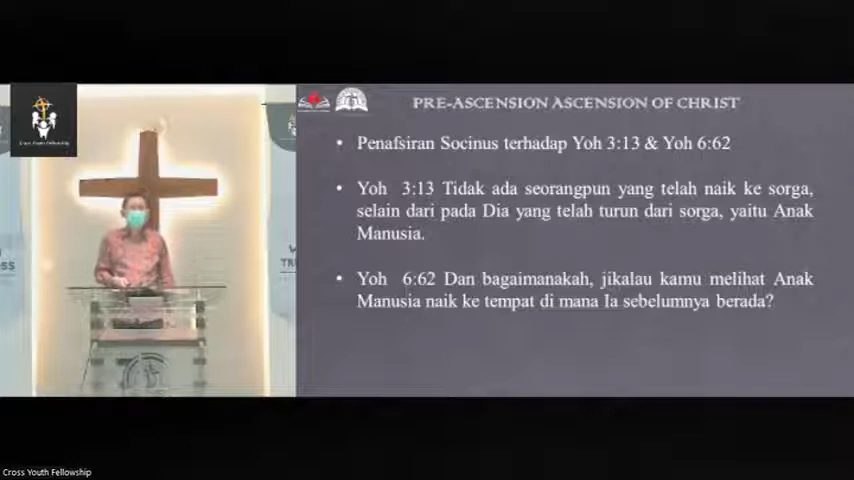 Cross Youth Fellowship
PRE-ASCENSION ASCENSION OF CHRIST
• Penafsiran Socinus terhadap Yoh 3:13 & Yoh 6:62
• Yoh 3:13 Tidak ada seorangpun yang telah naik ke sorga,
selain dari pada Dia yang telah turun dari sorga, yaitu Anak
Manusia.
• Yoh 6:62 Dan bagaimanakah, jikalau kamu melihat Anak
Manusia naik ke tempat di mana Ia sebelumnya berada?
Cross Youth Fellowship